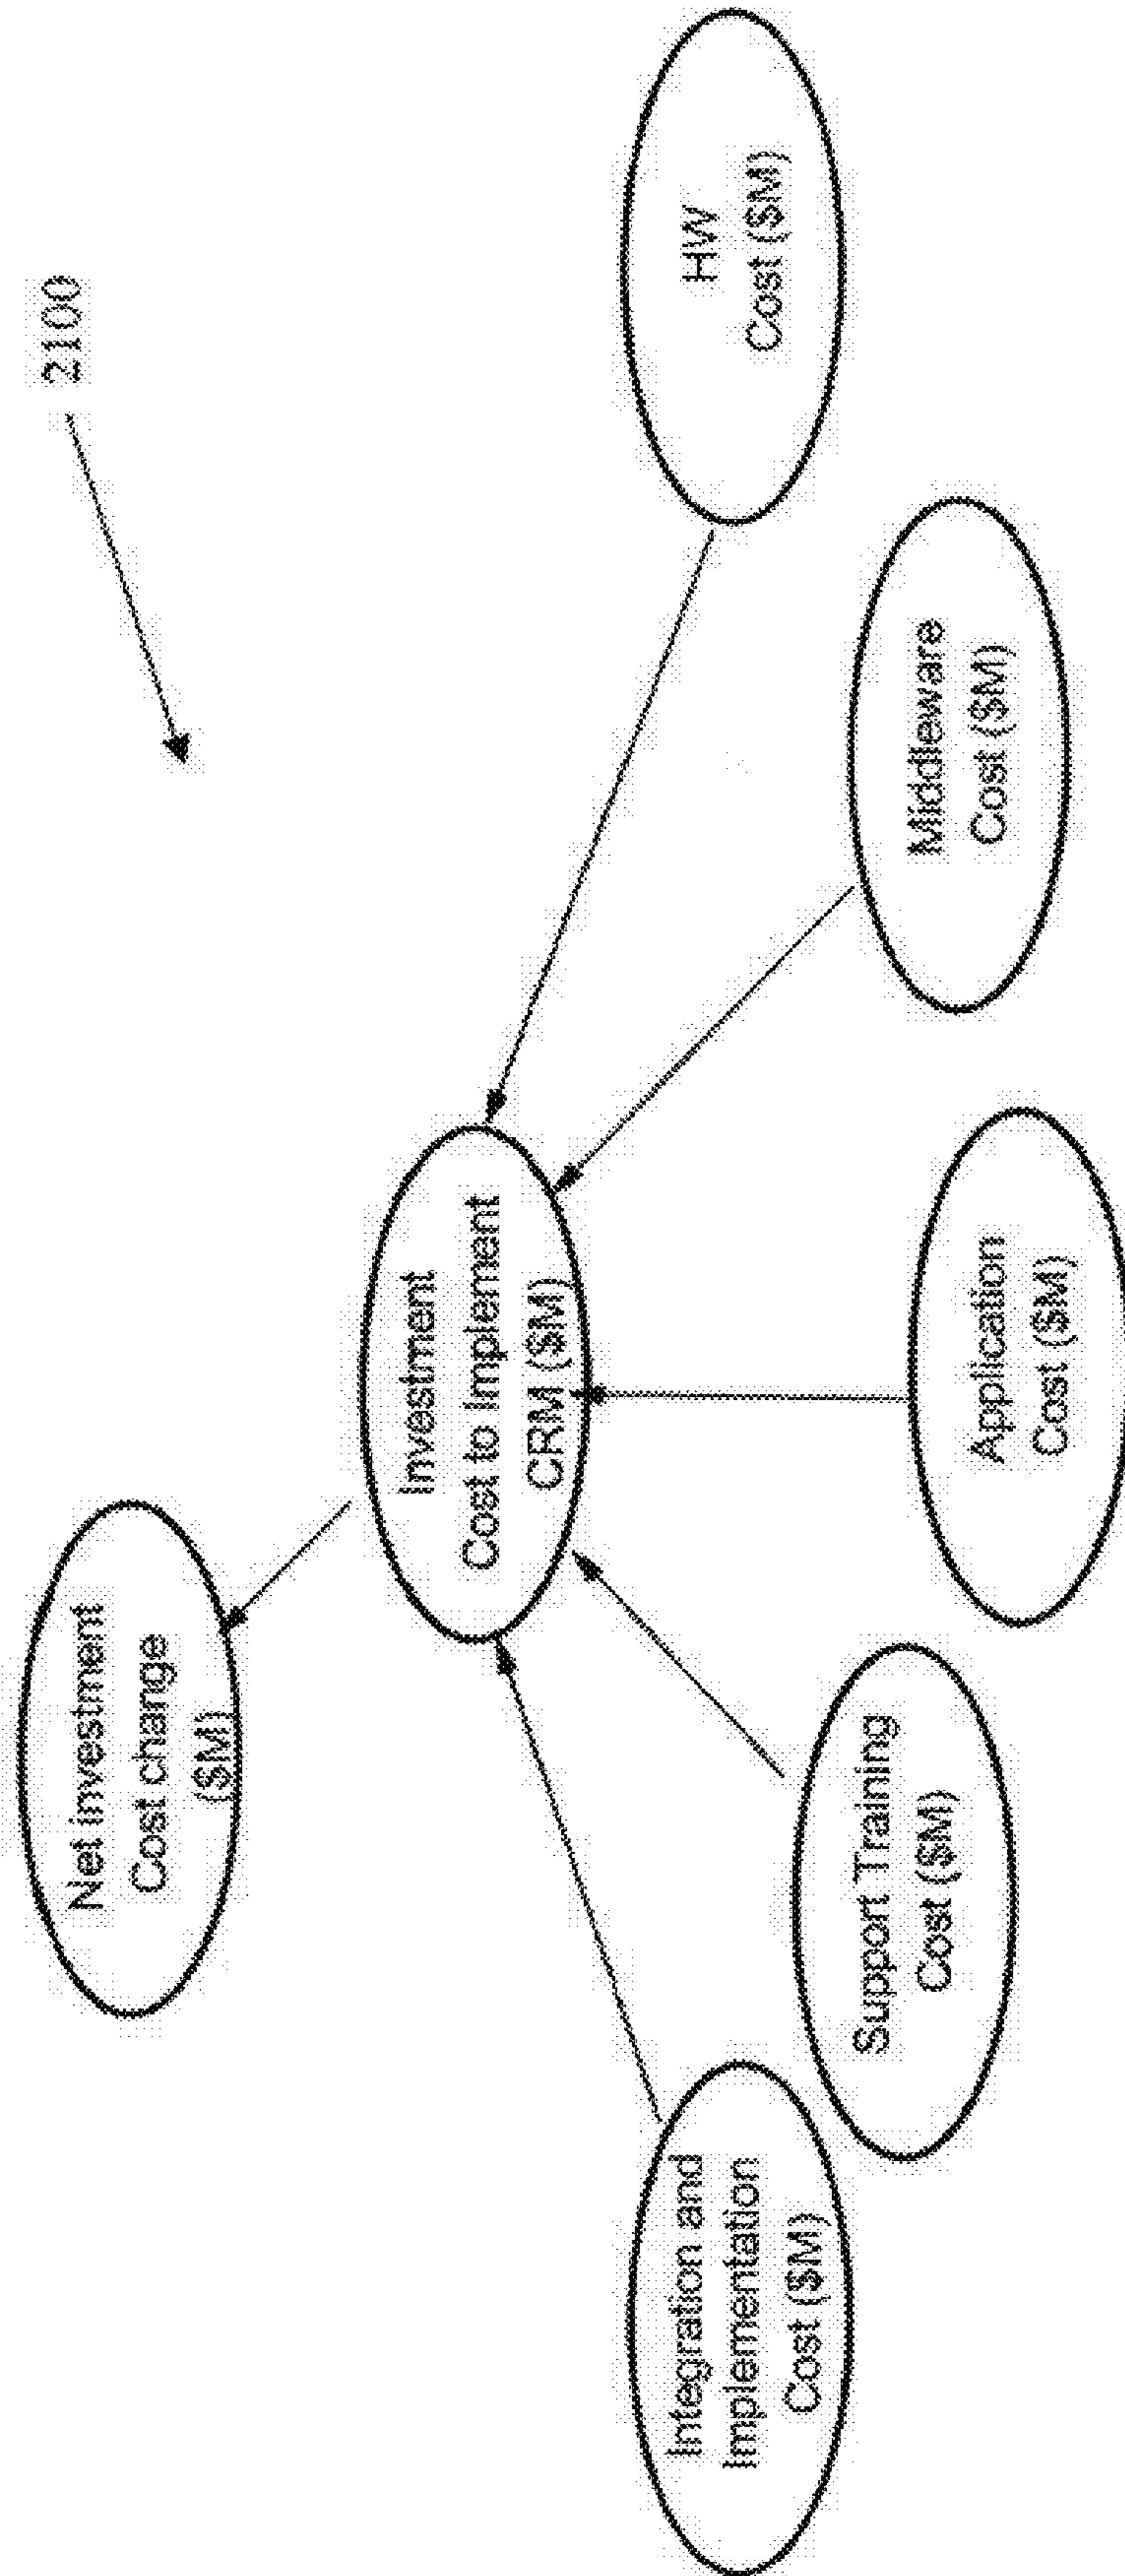 2100
Net investment
Cost change
($M)
Investment
Cost to Implement
CRM ($M)
Integration and
Implementation
Cost ($M)
Support Training
Cost ($M)
Application
Cost ($M)
Middleware
Cost ($M)
HW
Cost ($M)